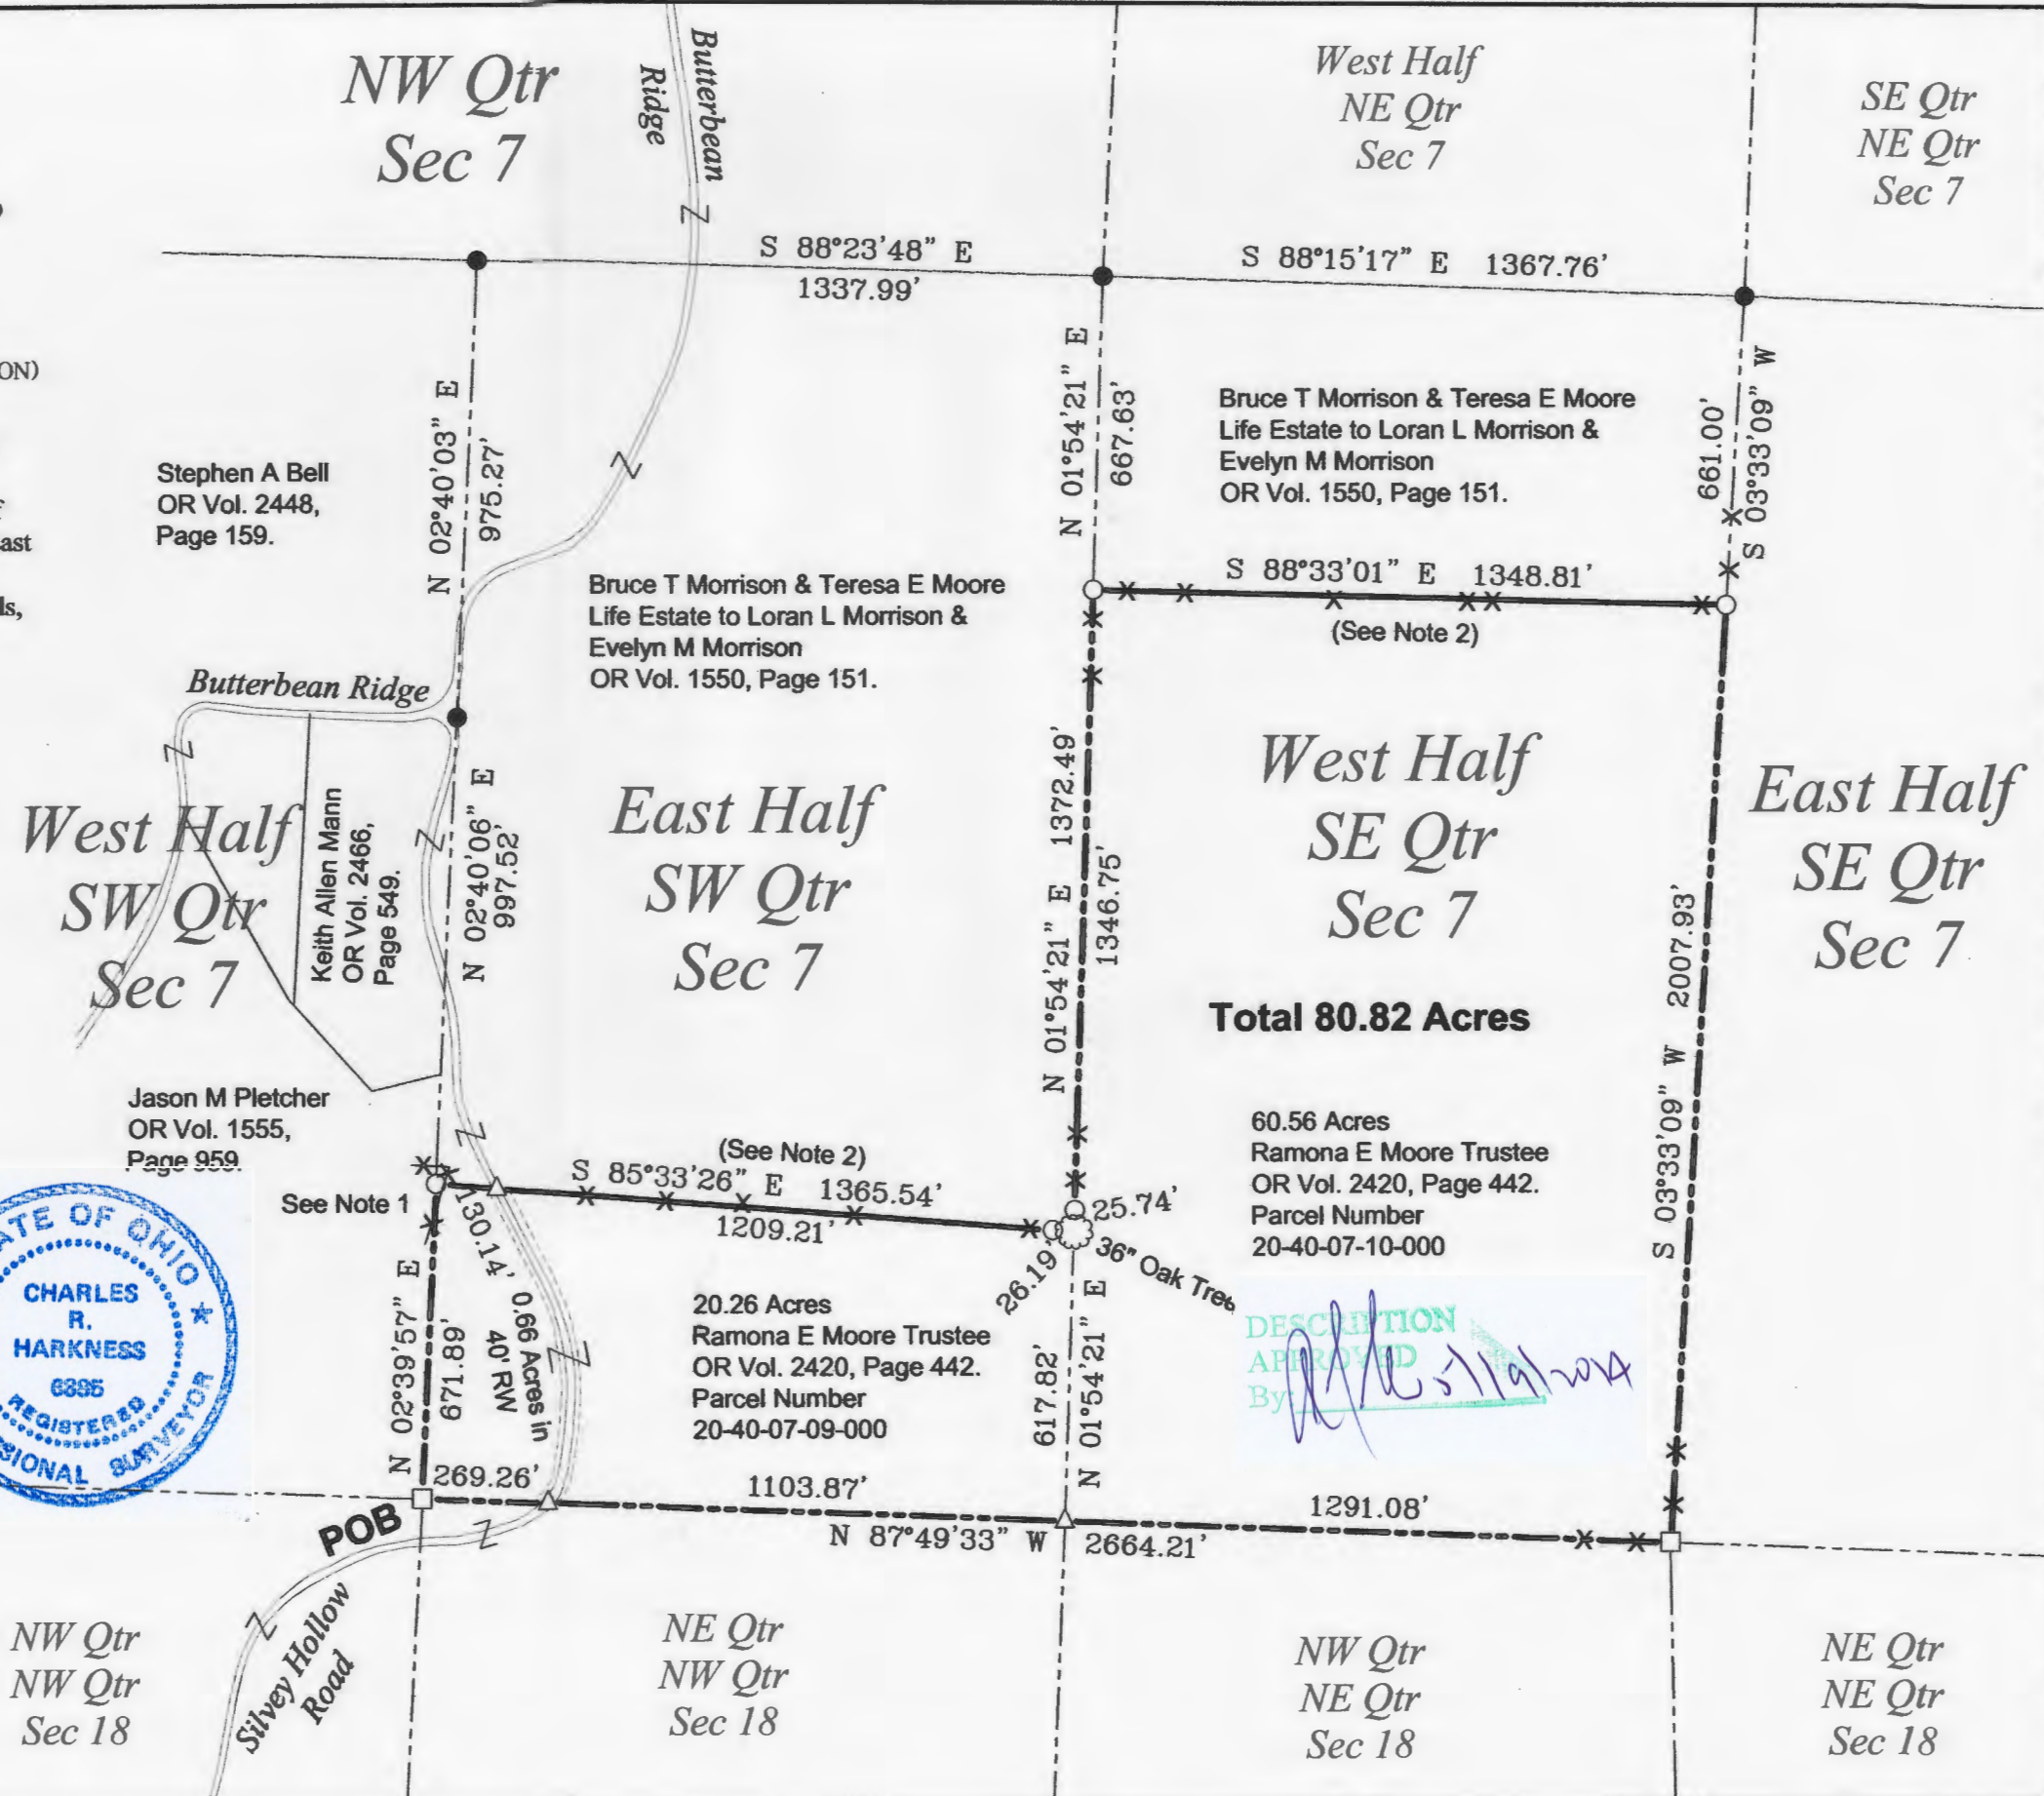 NW Qtr
Sec 7
Butterbean
Ridge
West Half
NE Qtr
Sec 7
SE Qtr
NE Qtr
Sec 7
S 88°23'48" E
1337.99'
S 88°15'17" E 1367.76'
ON)
ast
ls,
Stephen A Bell
OR Vol. 2448,
Page 159.
N 02°40'03" E
975.27'
N 01°54'21" E
667.63'
Bruce T Morrison & Teresa E Moore
Life Estate to Loran L Morrison &
Evelyn M Morrison
OR Vol. 1550, Page 151.
661.00'
S 03°33'09" W
S 88°33'01" E 1348.81'
(See Note 2)
Bruce T Morrison & Teresa E Moore
Life Estate to Loran L Morrison &
Evelyn M Morrison
OR Vol. 1550, Page 151.
Butterbean Ridge
West Half
SW Qtr
Sec 7
Keith Allen Mann
OR Vol. 2466,
Page 549.
N 02°40'06" E
997.52'
East Half
SW Qtr
Sec 7
N 01°54'21" E 1372.49'
1346.75'
West Half
SE Qtr
Sec 7
Total 80.82 Acres
S 03°33'09" W 2007.93'
East Half
SE Qtr
Sec 7
Jason M Pletcher
OR Vol. 1555,
Page 959.
See Note 1
(See Note 2)
S 85°33'26" E 1365.54'
1209.21'
130.14'
25.74'
26.19'
36" Oak Tree
60.56 Acres
Ramona E Moore Trustee
OR Vol. 2420, Page 442.
Parcel Number
20-40-07-10-000
ATE OF OHIO
CHARLES
R.
HARKNESS
6885
REGISTERED
SIONAL SURVEYOR
N 02°39'57" E
671.89'
0.66 Acres in
40' RW
20.26 Acres
Ramona E Moore Trustee
OR Vol. 2420, Page 442.
Parcel Number
20-40-07-09-000
617.82'
N 01°54'21" E
DESCRIPTION
APPROVED
By:
269.26'
1103.87'
1291.08'
POB
N 87°49'33" W 2664.21'
Silvey Hollow
Road
NW Qtr
NW Qtr
Sec 18
NE Qtr
NW Qtr
Sec 18
NW Qtr
NE Qtr
Sec 18
NE Qtr
NE Qtr
Sec 18